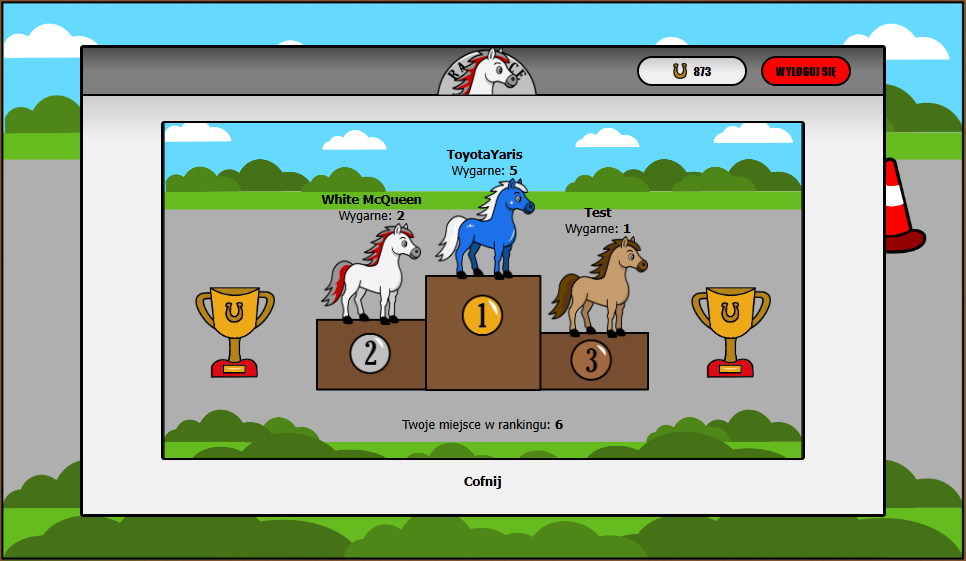 RACE
873
WYLOGUJ SIĘ
ToyotaYaris
Wygarne: 5
White McQueen
Wygarne: 2
Test
Wygarne: 1
1
2
3
Twoje miejsce w rankingu: 6
Cofnij